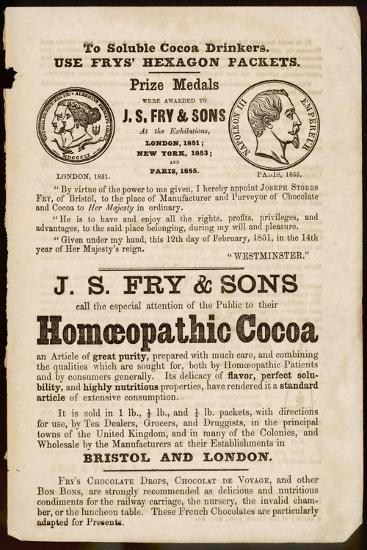 To Soluble Cocoa Drinkers.
USE FRYS' HEXAGON PACKETS.
Prize Medals
WERE AWARDED TO
J. S. FRY & SONS
At the Exhibitions,
LONDON, 1851;
NEW YORK, 1853;
AND
PARIS, 1855.
NAPOLEON III EMPEREUR
LONDON, 1851.
PARIS, 1855.
"By virtue of the power to me given, I hereby appoint JOSEPH STORRS
FRY, of Bristol, to the place of Manufacturer and Purveyor of Chocolate
and Cocoa to Her Majesty in ordinary.
"He is to have and enjoy all the rights, profits, privileges, and
advantages, to the said place belonging, during my will and pleasure.
"Given under my hand, this 12th day of February, 1851, in the 14th
year of Her Majesty's reign.
"WESTMINSTER."
J. S. FRY & SONS
call the especial attention of the Public to their
Homœopathic Cocoa
an Article of great purity, prepared with much care, and combining
the qualities which are sought for, both by Homœopathic Patients
and by consumers generally. Its delicacy of flavor, perfect solu-
bility, and highly nutritious properties, have rendered it a standard
article of extensive consumption.
It is sold in 1 lb., ½ lb., and ¼ lb. packets, with directions
for use, by Tea Dealers, Grocers, and Druggists, in the principal
towns of the United Kingdom, and in many of the Colonies, and
Wholesale by the Manufacturers at their Establishments in
BRISTOL AND LONDON.
FRY'S CHOCOLATE DROPS, CHOCOLAT DE VOYAGE, and other
BON BONS, are strongly recommended as delicious and nutritious
condiments for the railway carriage, the nursery, the invalid cham-
ber, or the luncheon table. These French Chocolates are particularly
adapted for Presents.